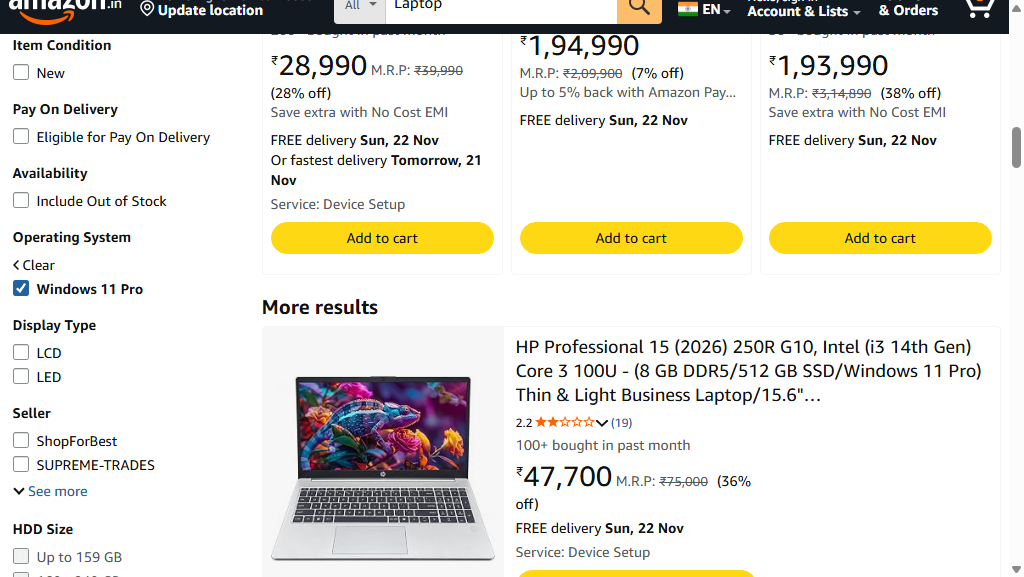 amazon.in
Update location
All
Laptop
EN
Account & Lists
& Orders
Item Condition
New
Pay On Delivery
Eligible for Pay On Delivery
Availability
Include Out of Stock
Operating System
Clear
Windows 11 Pro
Display Type
LCD
LED
Seller
ShopForBest
SUPREME-TRADES
See more
HDD Size
Up to 159 GB
₹28,990 M.R.P: ₹39,990
(28% off)
Save extra with No Cost EMI
FREE delivery Sun, 22 Nov
Or fastest delivery Tomorrow, 21
Nov
Service: Device Setup
Add to cart
₹1,94,990
M.R.P: ₹2,09,900 (7% off)
Up to 5% back with Amazon Pay…
FREE delivery Sun, 22 Nov
Add to cart
₹1,93,990
M.R.P: ₹3,14,890 (38% off)
Save extra with No Cost EMI
FREE delivery Sun, 22 Nov
Add to cart
More results
HP Professional 15 (2026) 250R G10, Intel (i3 14th Gen)
Core 3 100U - (8 GB DDR5/512 GB SSD/Windows 11 Pro)
Thin & Light Business Laptop/15.6"…
2.2 (19)
100+ bought in past month
₹47,700 M.R.P: ₹75,000 (36%
off)
FREE delivery Sun, 22 Nov
Service: Device Setup